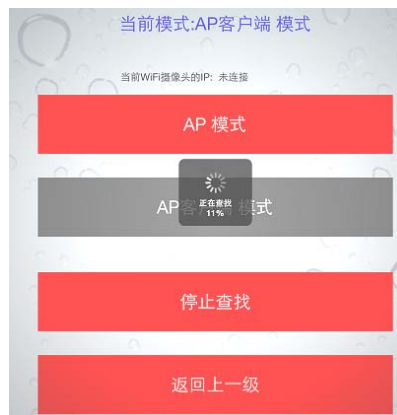 当前模式:AP客户端 模式
当前WiFi摄像头的IP: 未连接
AP 模式
AP客户端 模式
正在查找
11%
停止查找
返回上一级